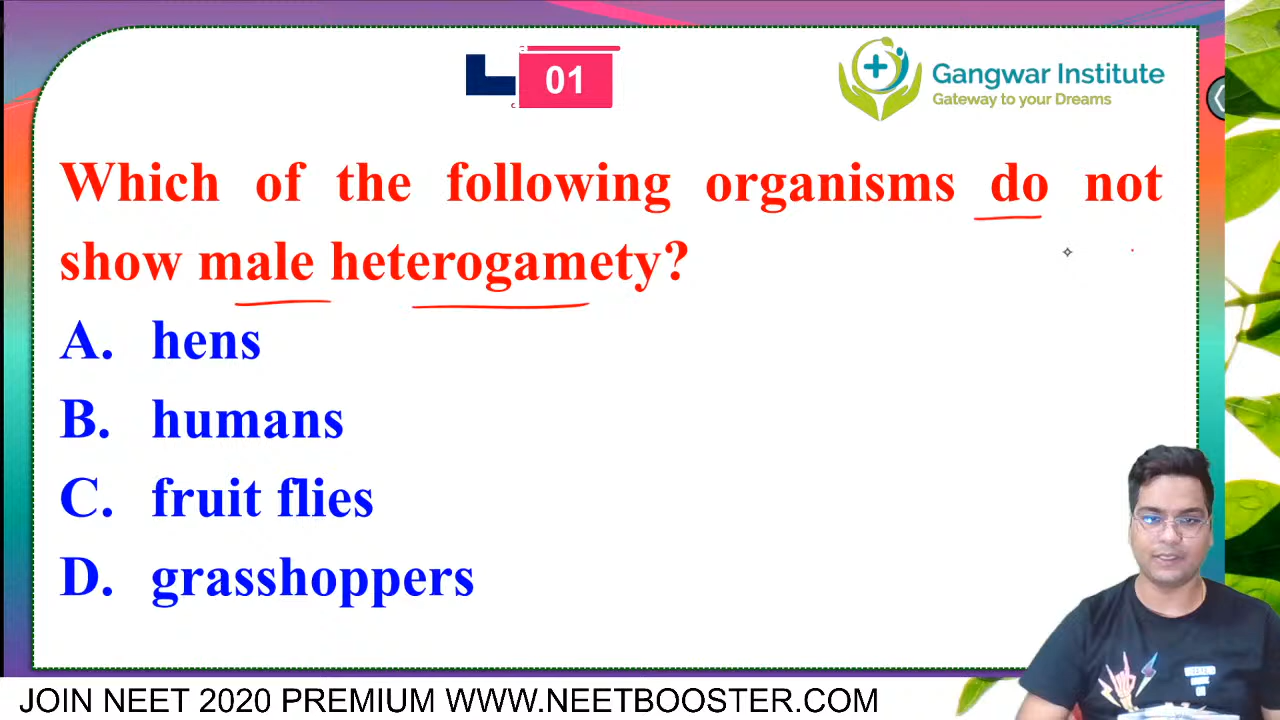 01
Gangwar Institute
Gateway to your Dreams
Which of the following organisms do not
show male heterogamety?
A. hens
B. humans
C. fruit flies
D. grasshoppers
JOIN NEET 2020 PREMIUM WWW.NEETBOOSTER.COM